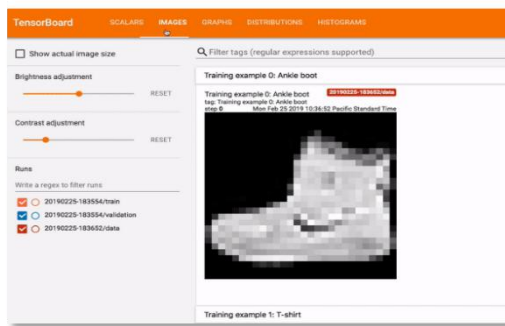 TensorBoard SCALARS IMAGES GRAPHS DISTRIBUTIONS HISTOGRAMS
Show actual image size
Filter tags (regular expressions supported)
Brightness adjustment
RESET
Contrast adjustment
RESET
Runs
Write a regex to filter runs
20190225-183554/train
20190225-183554/validation
20190225-183652/data
Training example 0: Ankle boot
Training example 0: Ankle boot 20190225-183652/data
tag: Training example 0: Ankle boot
step 0 Mon Feb 25 2019 10:36:52 Pacific Standard Time
Training example 1: T-shirt